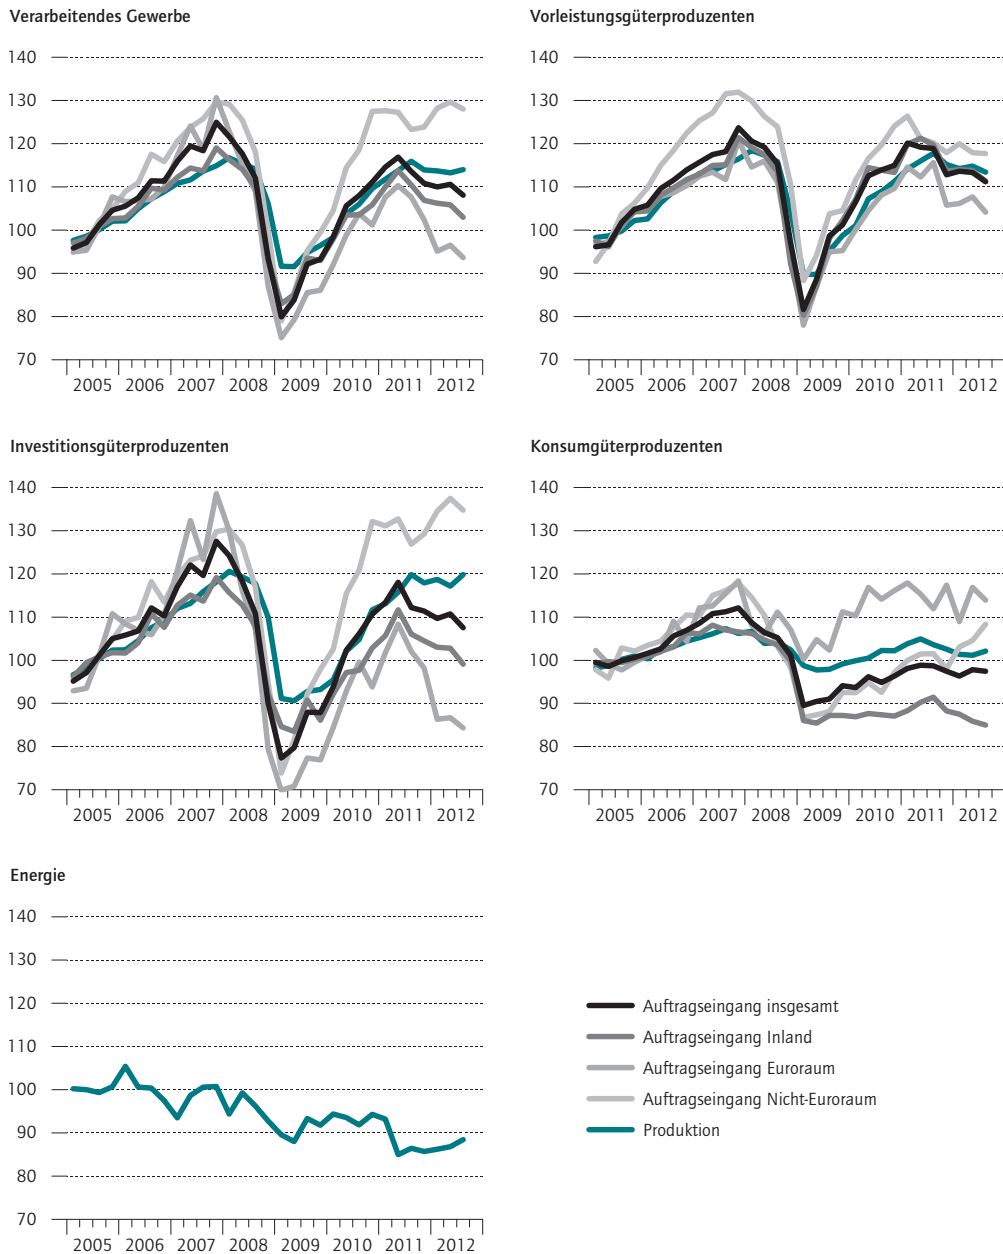 Verarbeitendes Gewerbe
140
130
120
110
100
90
80
70
2005 2006 2007 2008 2009 2010 2011 2012
Vorleistungsgüterproduzenten
140
130
120
110
100
90
80
70
2005 2006 2007 2008 2009 2010 2011 2012
Investitionsgüterproduzenten
140
130
120
110
100
90
80
70
2005 2006 2007 2008 2009 2010 2011 2012
Konsumgüterproduzenten
140
130
120
110
100
90
80
70
2005 2006 2007 2008 2009 2010 2011 2012
Energie
140
130
120
110
100
90
80
70
2005 2006 2007 2008 2009 2010 2011 2012
Auftragseingang insgesamt
Auftragseingang Inland
Auftragseingang Euroraum
Auftragseingang Nicht-Euroraum
Produktion